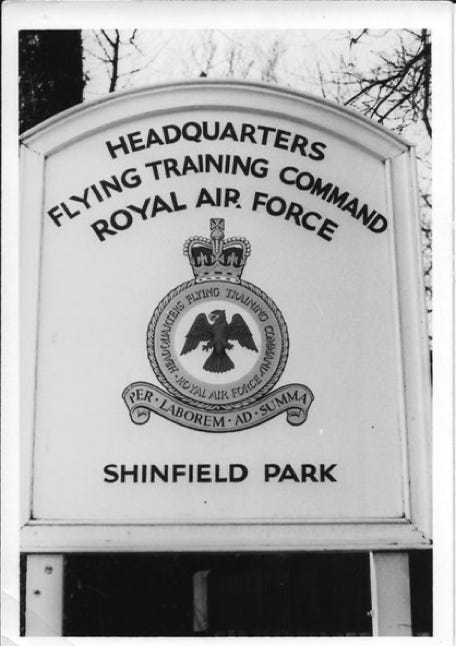 HEADQUARTERS
FLYING TRAINING COMMAND
ROYAL AIR FORCE
HEADQUARTERS FLYING TRAINING COMMAND
· ROYAL AIR FORCE ·
PER · LABOREM · AD · SUMMA
SHINFIELD PARK